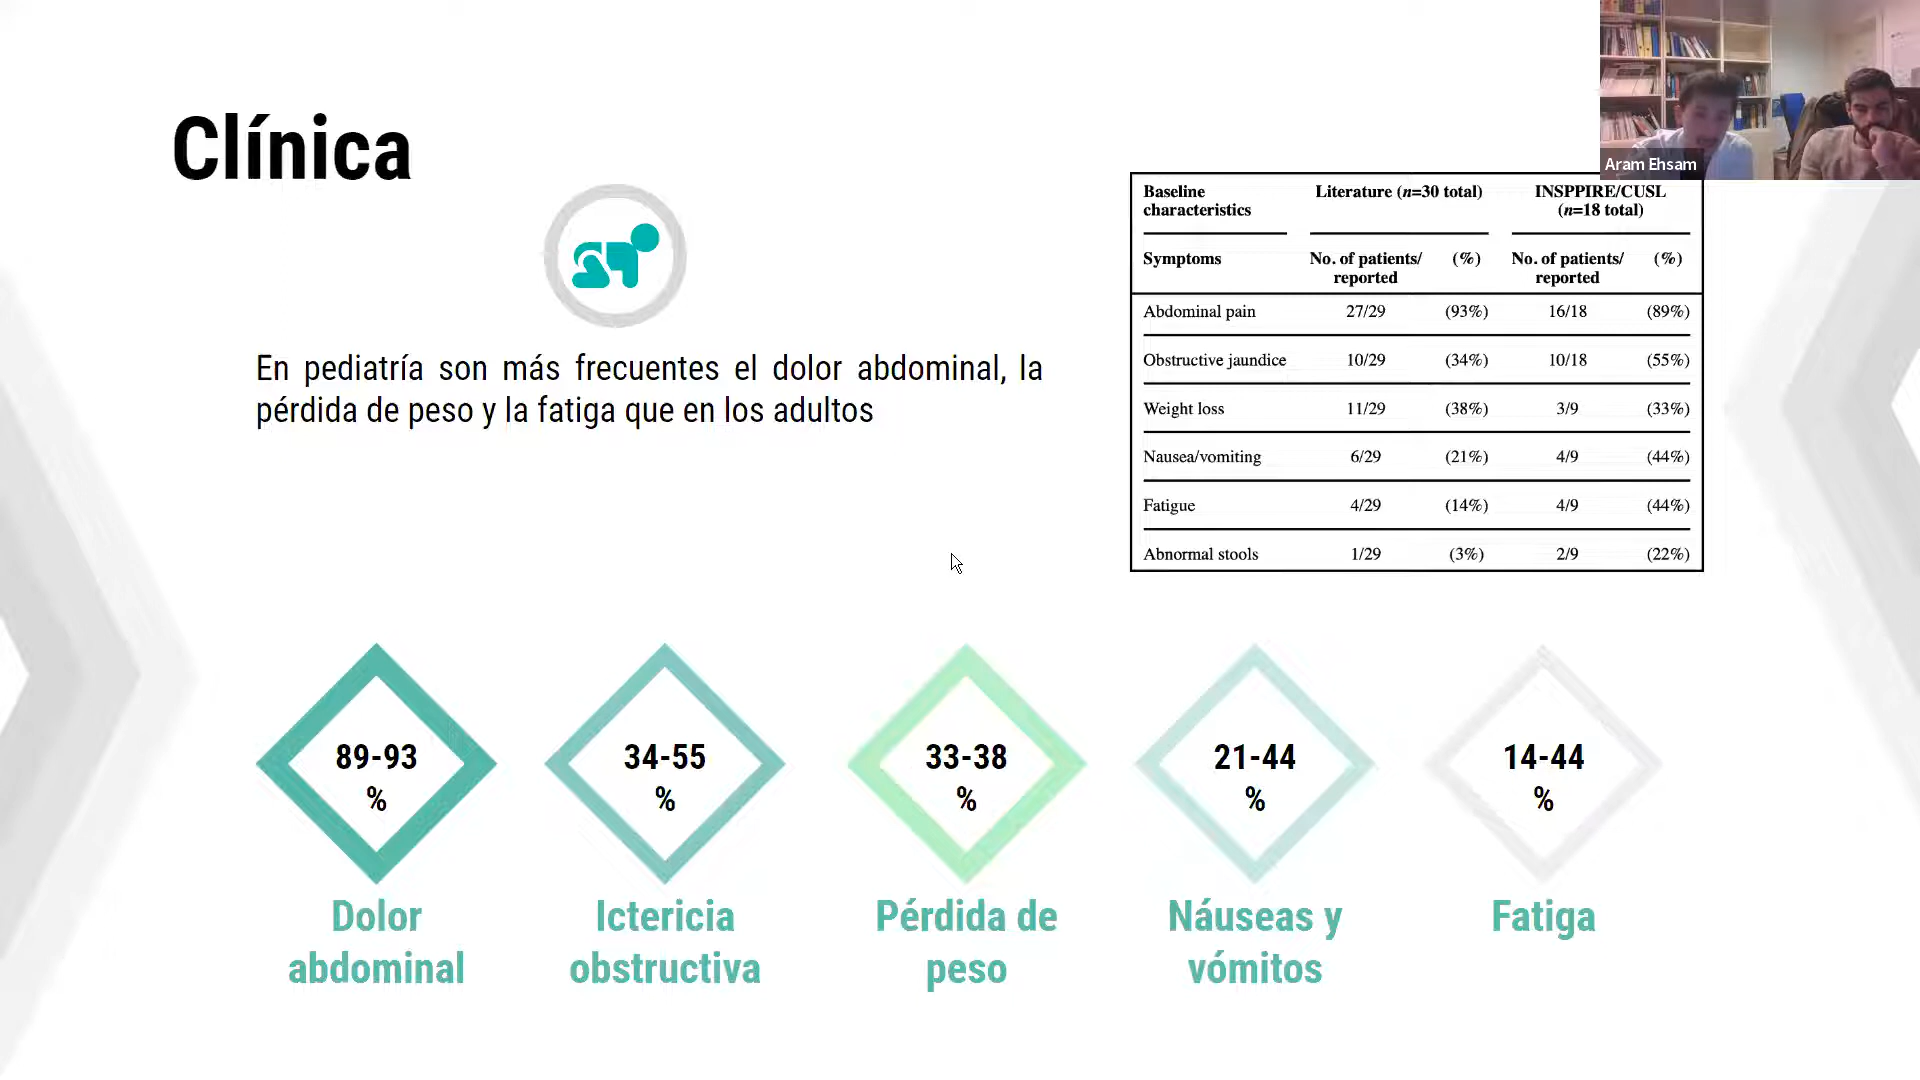 Clínica
Aram Ehsam
En pediatría son más frecuentes el dolor abdominal, la
pérdida de peso y la fatiga que en los adultos
Baseline characteristics Literature (n=30 total) INSPPIRE/CUSL (n=18 total)
Symptoms No. of patients/ reported (%) No. of patients/ reported (%)
Abdominal pain 27/29 (93%) 16/18 (89%)
Obstructive jaundice 10/29 (34%) 10/18 (55%)
Weight loss 11/29 (38%) 3/9 (33%)
Nausea/vomiting 6/29 (21%) 4/9 (44%)
Fatigue 4/29 (14%) 4/9 (44%)
Abnormal stools 1/29 (3%) 2/9 (22%)
89-93
%
Dolor
abdominal
34-55
%
Ictericia
obstructiva
33-38
%
Pérdida de
peso
21-44
%
Náuseas y
vómitos
14-44
%
Fatiga